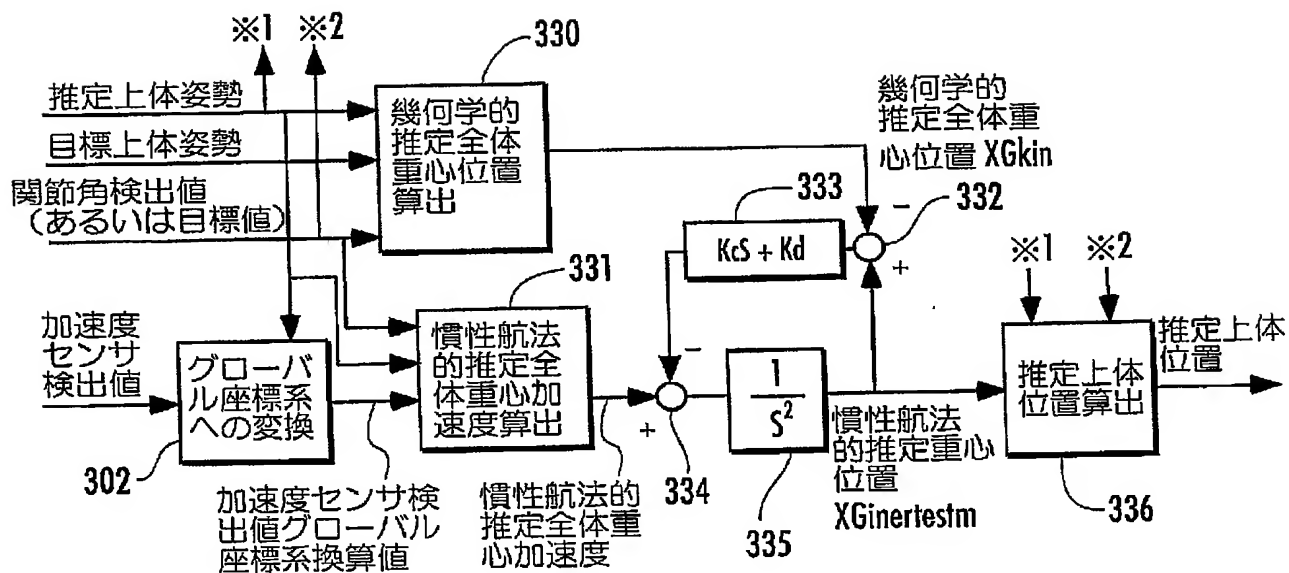 ※1
※2
330
推定上体姿勢
目標上体姿勢
関節角検出値
(あるいは目標値)
幾何学的
推定全体
重心位置
算出
幾何学的
推定全体重
心位置 XGkin
333
332
KcS + Kd
−
+
331
加速度
センサ
検出値
グローバ
ル座標系
への変換
302
慣性航法
的推定全
体重心加
速度算出
加速度センサ検
出値グローバル
座標系換算値
慣性航法的
推定全体重
心加速度
−
+
334
1
S²
335
慣性航法
的推定重心
位置
XGinertestm
※1
※2
推定上体
位置算出
336
推定上体
位置